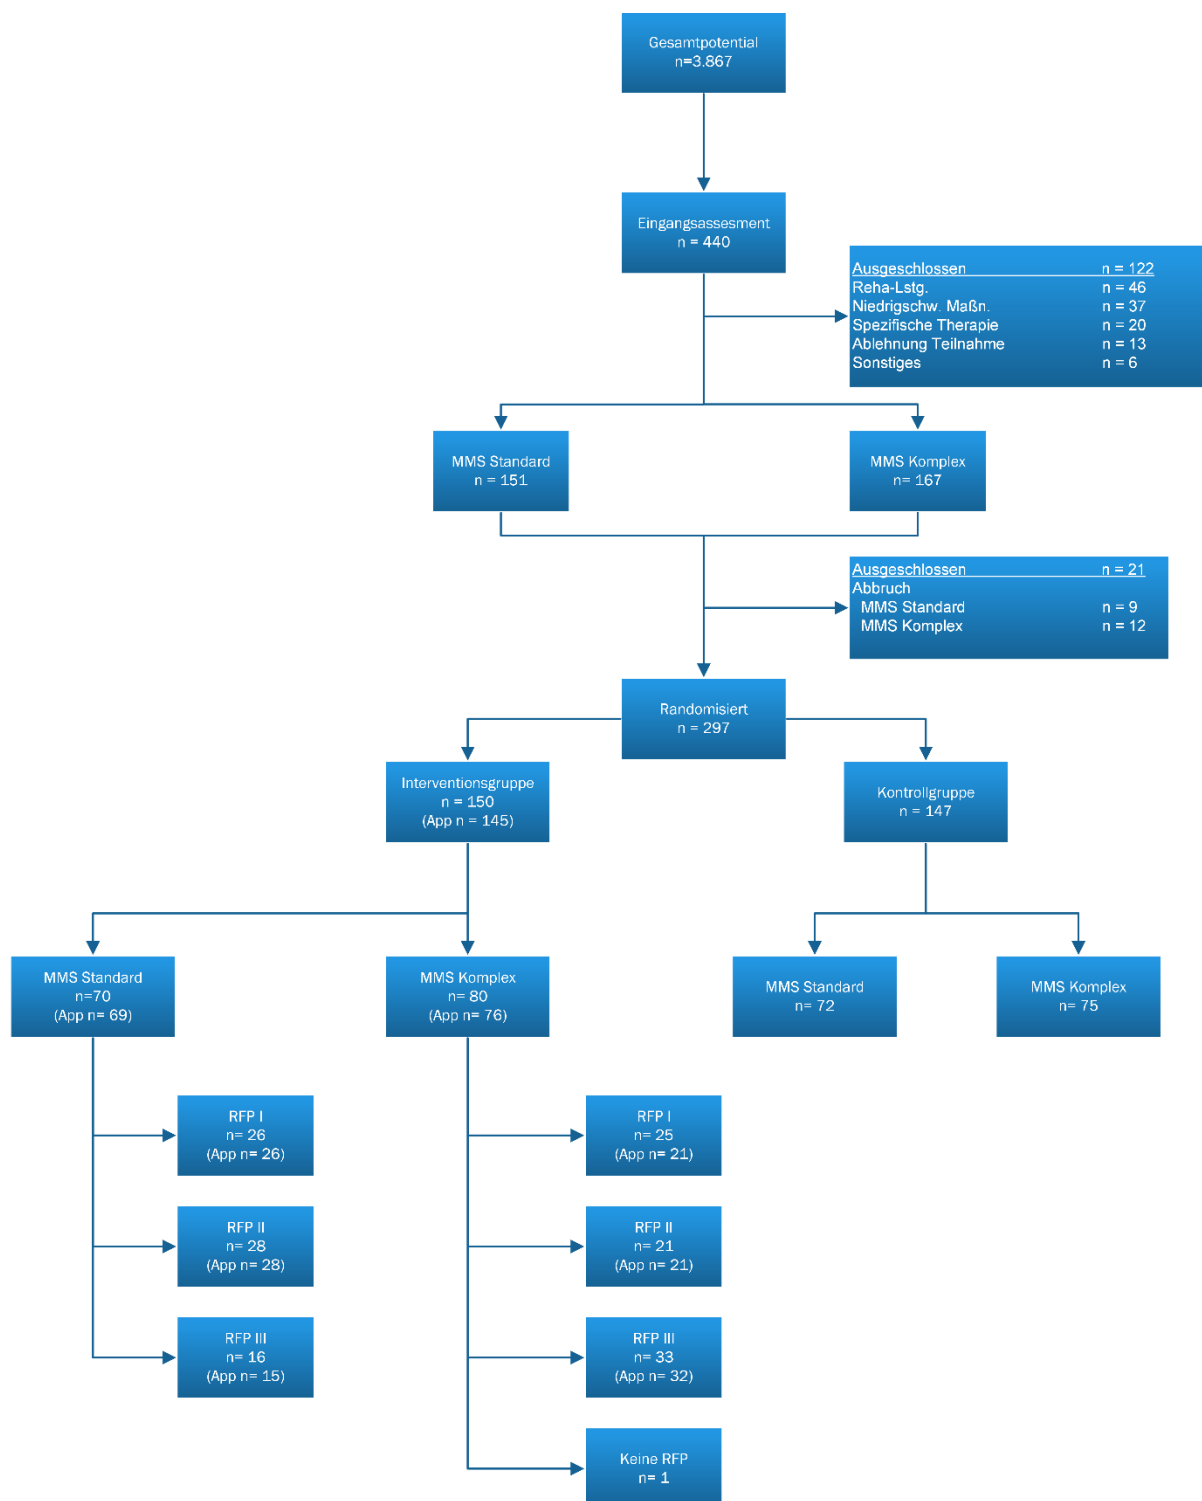 Gesamtpotential
n=3.867
Eingangsassesment
n = 440
Ausgeschlossen n = 122
Reha-Lstg. n = 46
Niedrigschw. Maßn. n = 37
Spezifische Therapie n = 20
Ablehnung Teilnahme n = 13
Sonstiges n = 6
MMS Standard
n = 151
MMS Komplex
n= 167
Ausgeschlossen n = 21
Abbruch
MMS Standard n = 9
MMS Komplex n = 12
Randomisiert
n = 297
Interventionsgruppe
n = 150
(App n = 145)
Kontrollgruppe
n = 147
MMS Standard
n=70
(App n= 69)
MMS Komplex
n= 80
(App n= 76)
MMS Standard
n= 72
MMS Komplex
n= 75
RFP I
n= 26
(App n= 26)
RFP I
n= 25
(App n= 21)
RFP II
n= 28
(App n= 28)
RFP II
n= 21
(App n= 21)
RFP III
n= 16
(App n= 15)
RFP III
n= 33
(App n= 32)
Keine RFP
n= 1